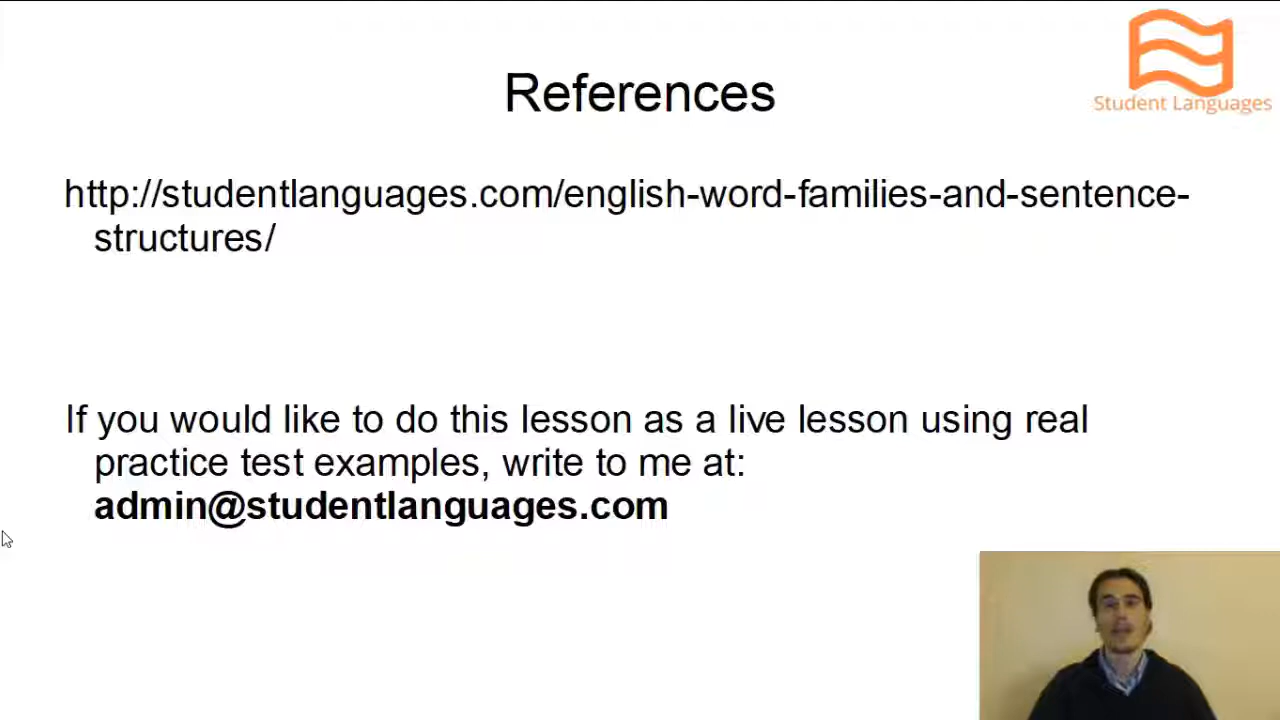 Student Languages
References
http://studentlanguages.com/english-word-families-and-sentence-
structures/
If you would like to do this lesson as a live lesson using real
practice test examples, write to me at:
admin@studentlanguages.com